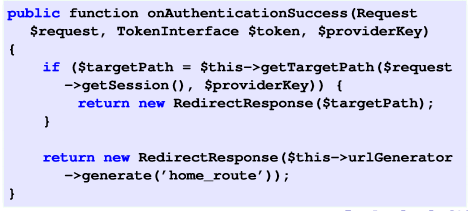 public function onAuthenticationSuccess(Request
$request, TokenInterface $token, $providerKey)
{
if ($targetPath = $this->getTargetPath($request
->getSession(), $providerKey)) {
return new RedirectResponse($targetPath);
}
return new RedirectResponse($this->urlGenerator
->generate('home_route'));
}